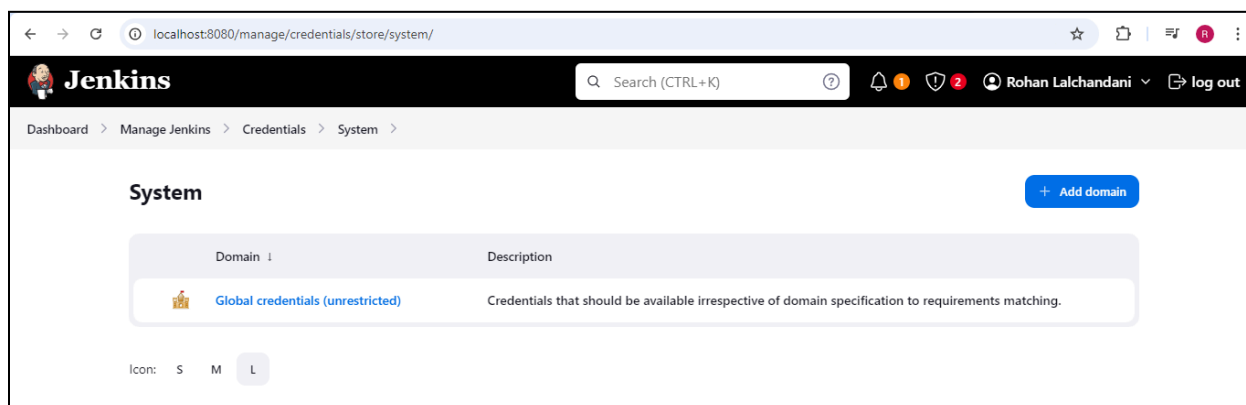 localhost:8080/manage/credentials/store/system/
R
Jenkins
Search (CTRL+K)
1
2
Rohan Lalchandani
log out
Dashboard > Manage Jenkins > Credentials > System >
System
+ Add domain
Domain ↓ Description
Global credentials (unrestricted) Credentials that should be available irrespective of domain specification to requirements matching.
Icon: S M L